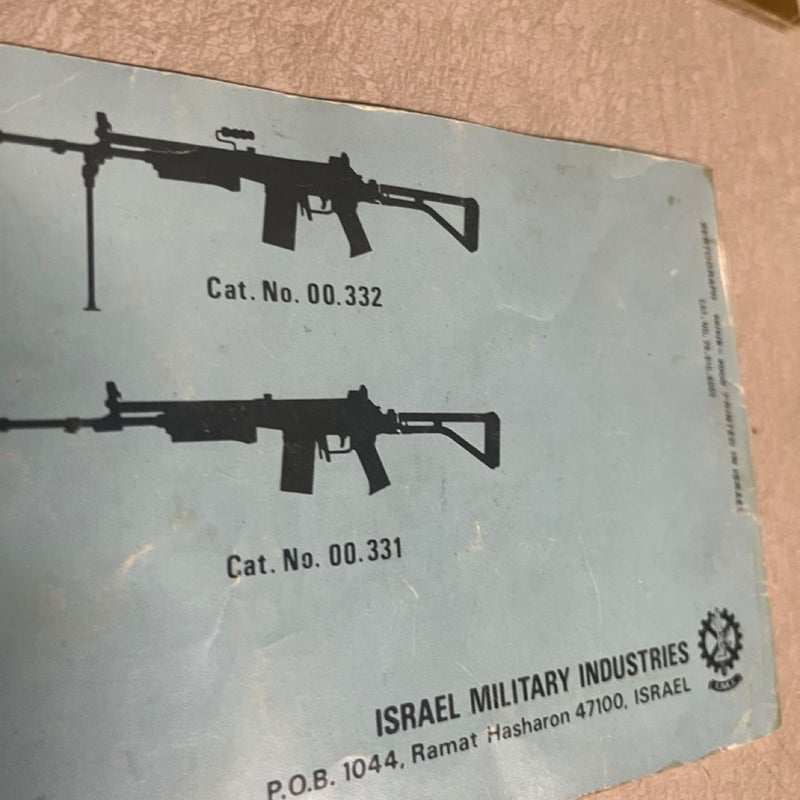 Cat. No. 00.332
Cat. No. 00.331
ISRAEL MILITARY INDUSTRIES
P.O.B. 1044, Ramat Hasharon 47100, ISRAEL
PRINTED IN ISRAEL